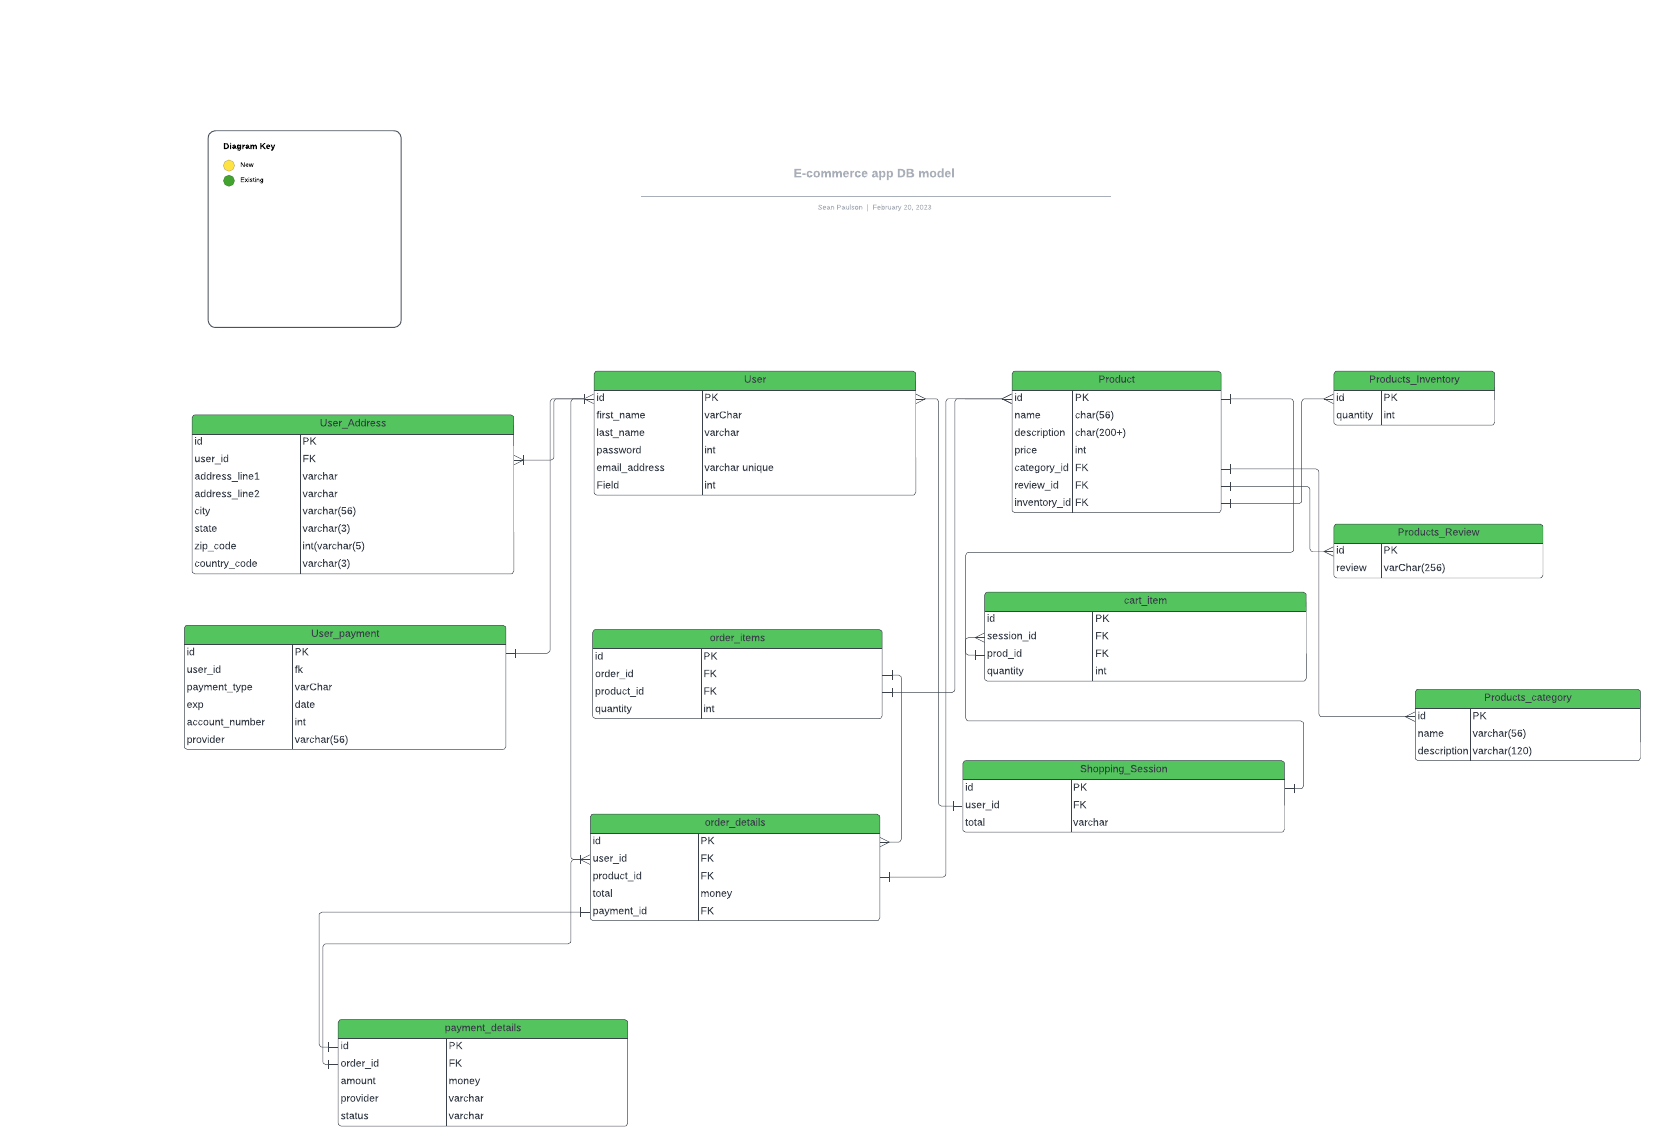 Diagram Key
New
Existing
E-commerce app DB model
Sean Paulson | February 20, 2023
User_Address
id PK
user_id FK
address_line1 varchar
address_line2 varchar
city varchar(56)
state varchar(3)
zip_code int(varchar(5)
country_code varchar(3)
User
id PK
first_name varChar
last_name varchar
password int
email_address varchar unique
Field int
Product
id PK
name char(56)
description char(200+)
price int
category_id FK
review_id FK
inventory_id FK
Products_Inventory
id PK
quantity int
Products_Review
id PK
review varChar(256)
User_payment
id PK
user_id fk
payment_type varChar
exp date
account_number int
provider varchar(56)
order_items
id PK
order_id FK
product_id FK
quantity int
cart_item
id PK
session_id FK
prod_id FK
quantity int
Products_category
id PK
name varchar(56)
description varchar(120)
Shopping_Session
id PK
user_id FK
total varchar
order_details
id PK
user_id FK
product_id FK
total money
payment_id FK
payment_details
id PK
order_id FK
amount money
provider varchar
status varchar